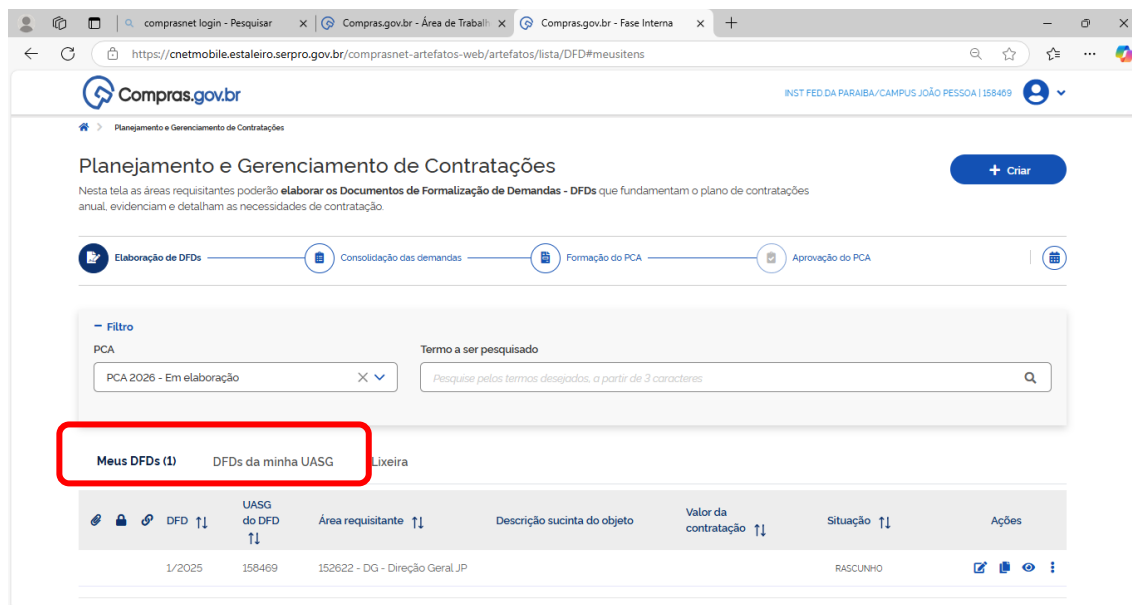 comprasnet login - Pesquisar
Compras.gov.br - Área de Trabalh
Compras.gov.br - Fase Interna
https://cnetmobile.estaleiro.serpro.gov.br/comprasnet-artefatos-web/artefatos/lista/DFD#meusitens
Compras.gov.br
INST FED.DA PARAIBA/CAMPUS JOÃO PESSOA | 158469
Planejamento e Gerenciamento de Contratações
Planejamento e Gerenciamento de Contratações
+ Criar
Nesta tela as áreas requisitantes poderão elaborar os Documentos de Formalização de Demandas - DFDs que fundamentam o plano de contratações
anual, evidenciam e detalham as necessidades de contratação.
Elaboração de DFDs
Consolidação das demandas
Formação do PCA
Aprovação do PCA
− Filtro
PCA
Termo a ser pesquisado
PCA 2026 - Em elaboração
Pesquise pelos termos desejados, a partir de 3 caracteres
Meus DFDs (1)
DFDs da minha UASG
Lixeira
DFD
UASG
do DFD
Área requisitante
Descrição sucinta do objeto
Valor da
contratação
Situação
Ações
1/2025
158469
152622 - DG - Direção Geral JP
RASCUNHO